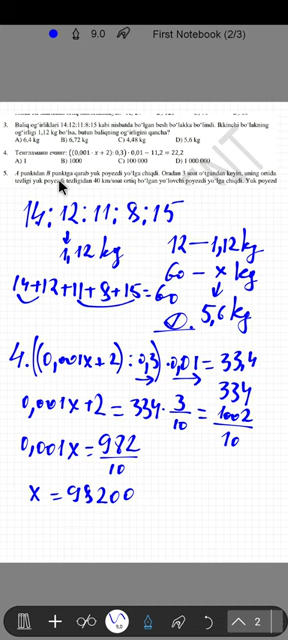 9.0 First Notebook (2/3)
3. Baliq og'irliklari 14:12:11:8:15 kabi nisbatda bo'lgan besh bo'lakka bo'lindi. Ikkinchi bo'lakning
og'irligi 1,12 kg bo'lsa, butun baliqning og'irligini qancha?
A) 6,4 kg B) 6,72 kg C) 4,48 kg D) 5,6 kg
4. Тенгламани ечинг: ((0,001·x + 2):0,3)·0,01 – 11,2 = 22,2
A) 1 B) 1000 C) 100 000 D) 1 000 000
5. A punktdan B punktga qarab yuk poyezdi yo'lga chiqdi. Oradan 3 soat o'tgandan keyin, uning ortida
tezligi yuk poyezdi tezligidan 40 km/soat ortiq bo'lgan yo'lovchi poyezdi yo'lga chiqdi. Yuk poyezd
14:12:11:8:15
1,12 kg
12 – 1,12 kg
60 – x kg
14+12+11+8+15=60
D. 5,6 kg
4. ((0,001x+2):0,3)·0,01=33,4
334
0,001x+2=334·3/10=1002/10
0,001x=982/10
x=98200
9,0
2